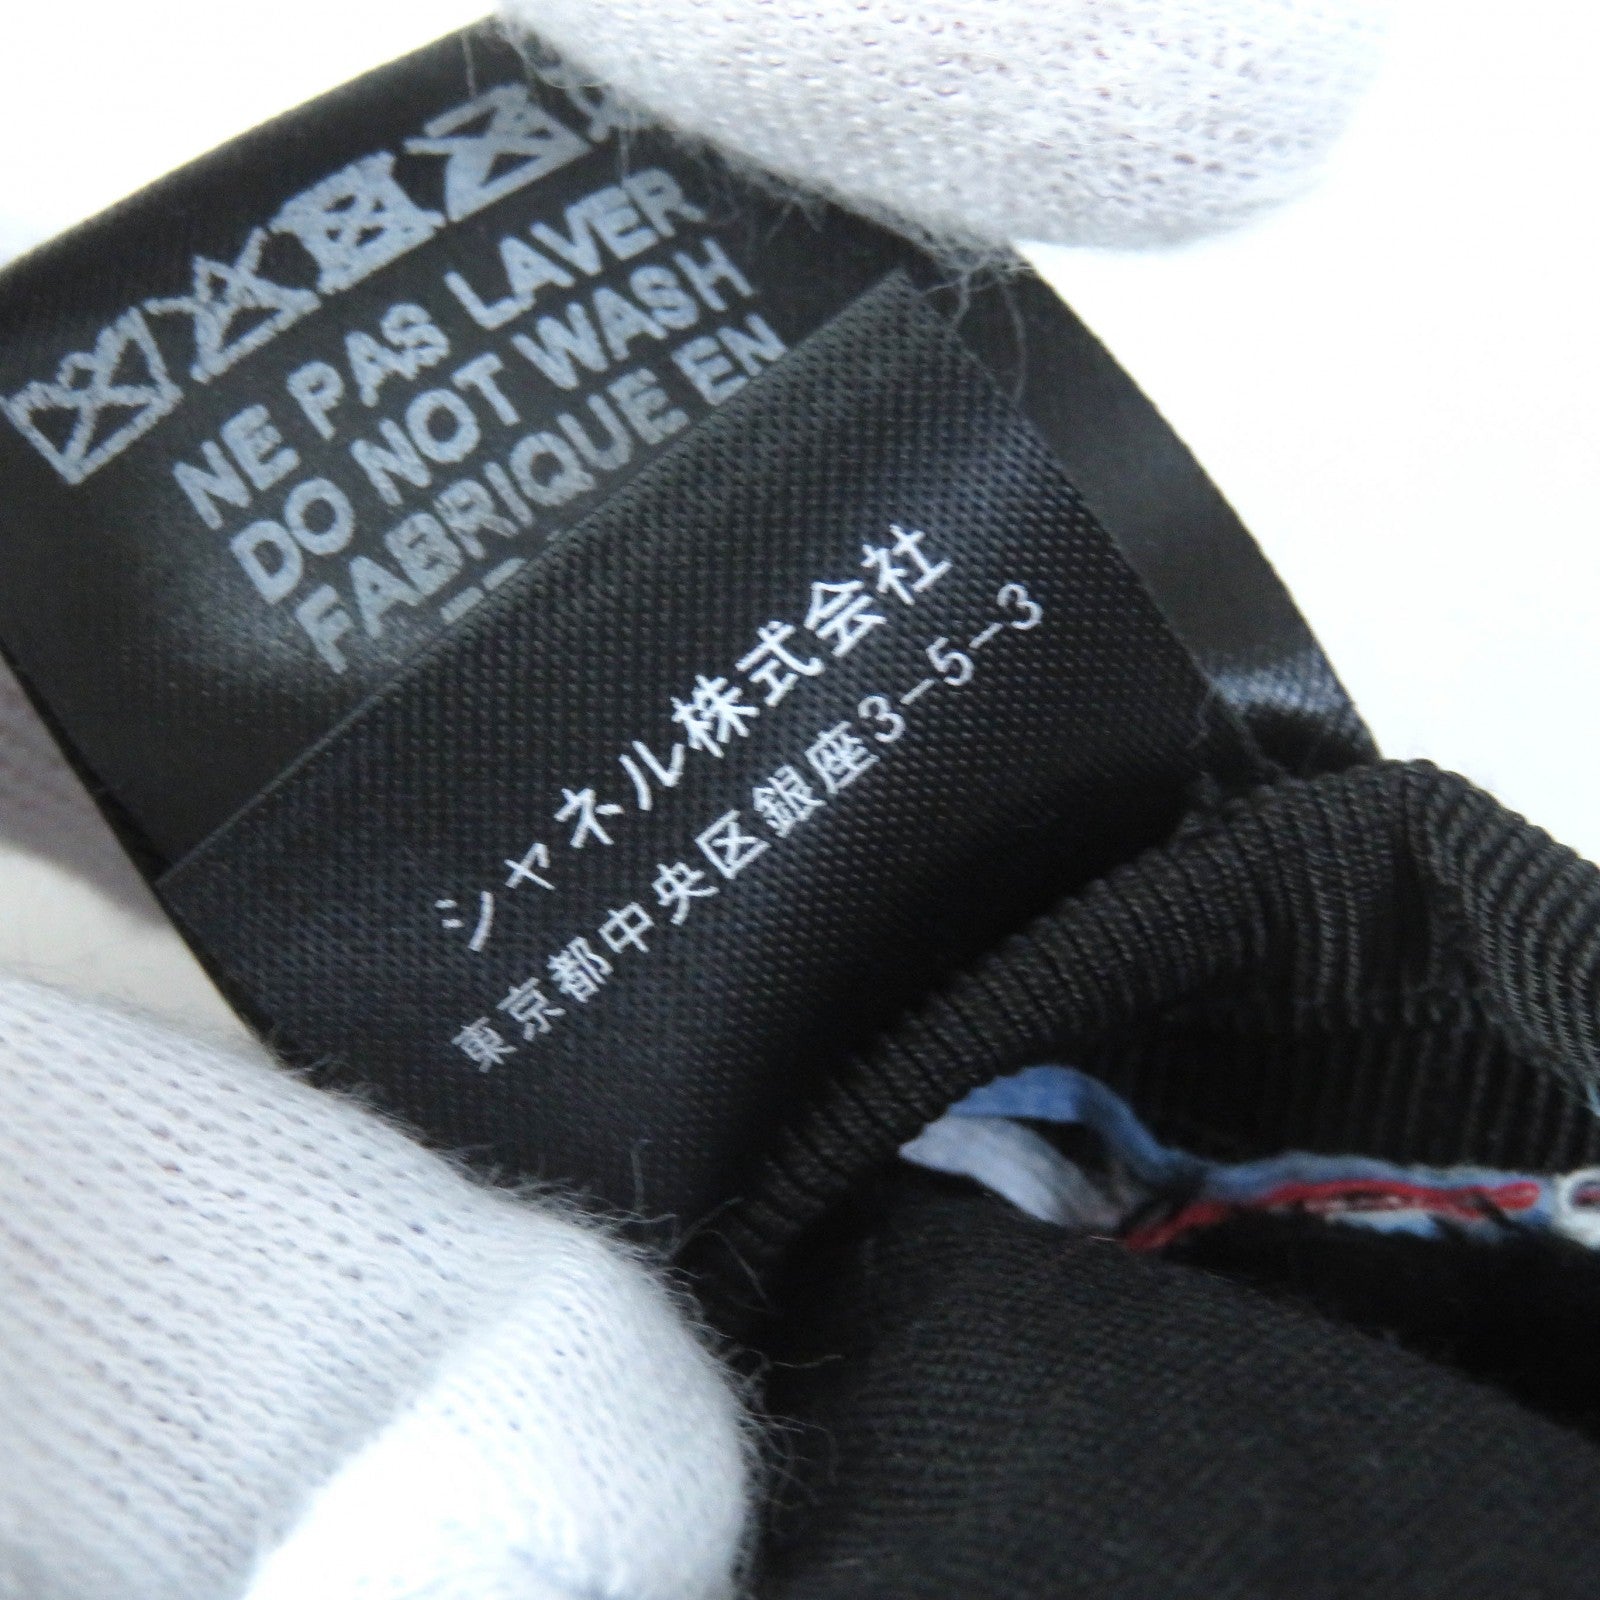 NE PAS LAVER
DO NOT WASH
FABRIQUE EN
シャネル株式会社
東京都中央区銀座3-5-3